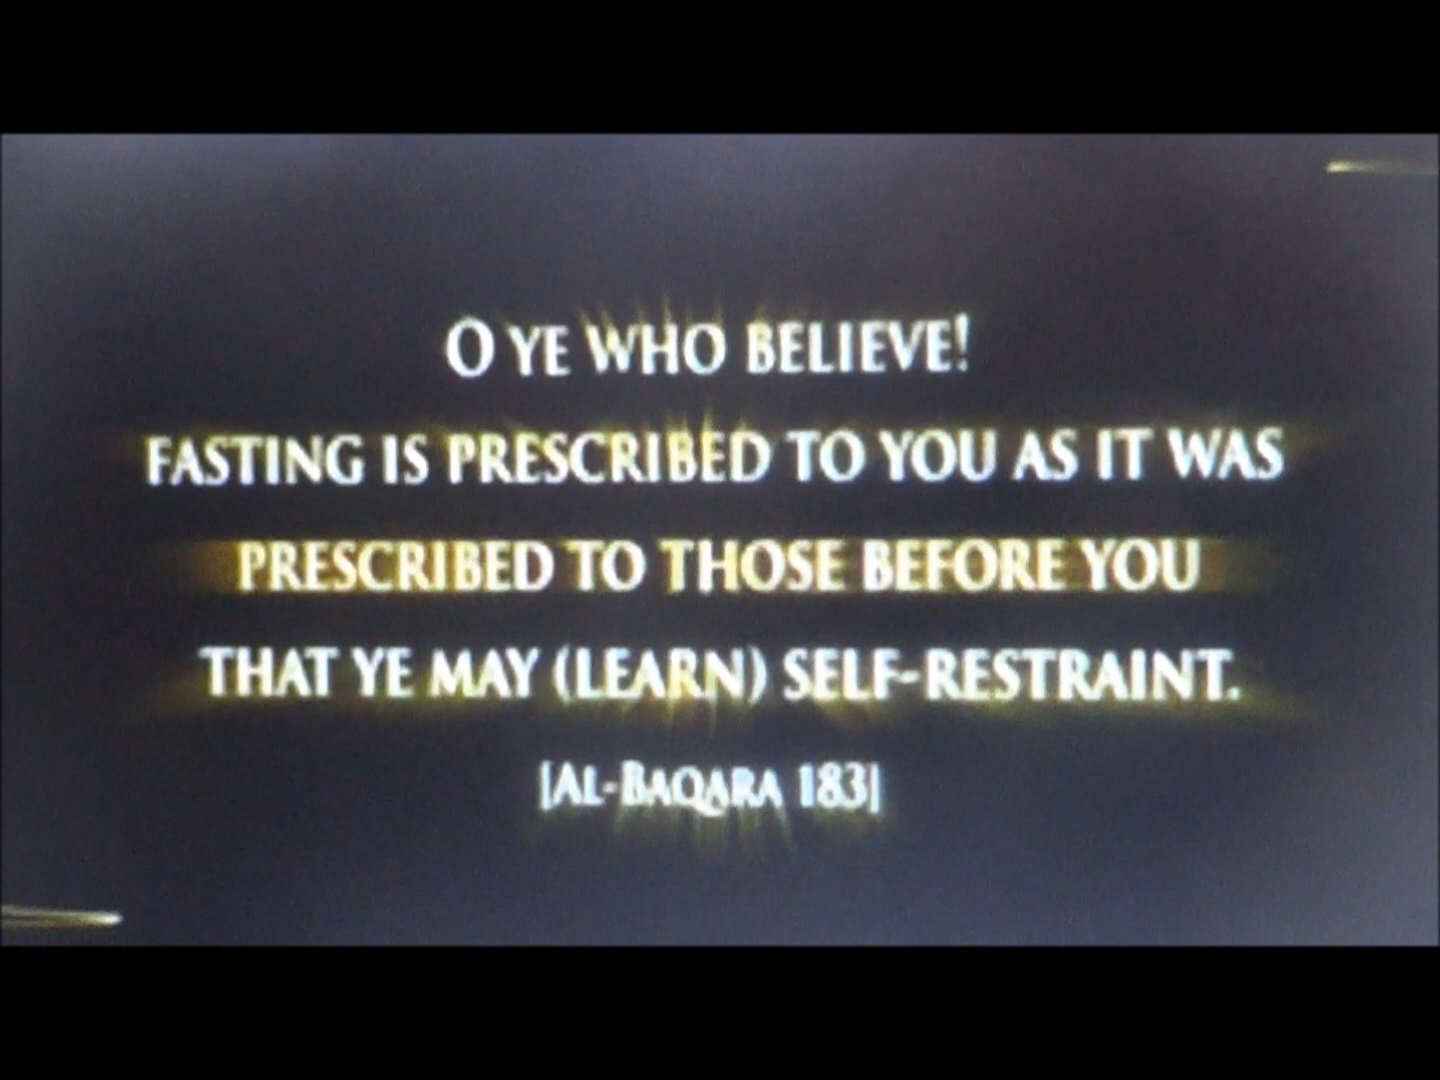 O YE WHO BELIEVE!
FASTING IS PRESCRIBED TO YOU AS IT WAS
PRESCRIBED TO THOSE BEFORE YOU
THAT YE MAY (LEARN) SELF-RESTRAINT.
[AL-BAQARA 183]